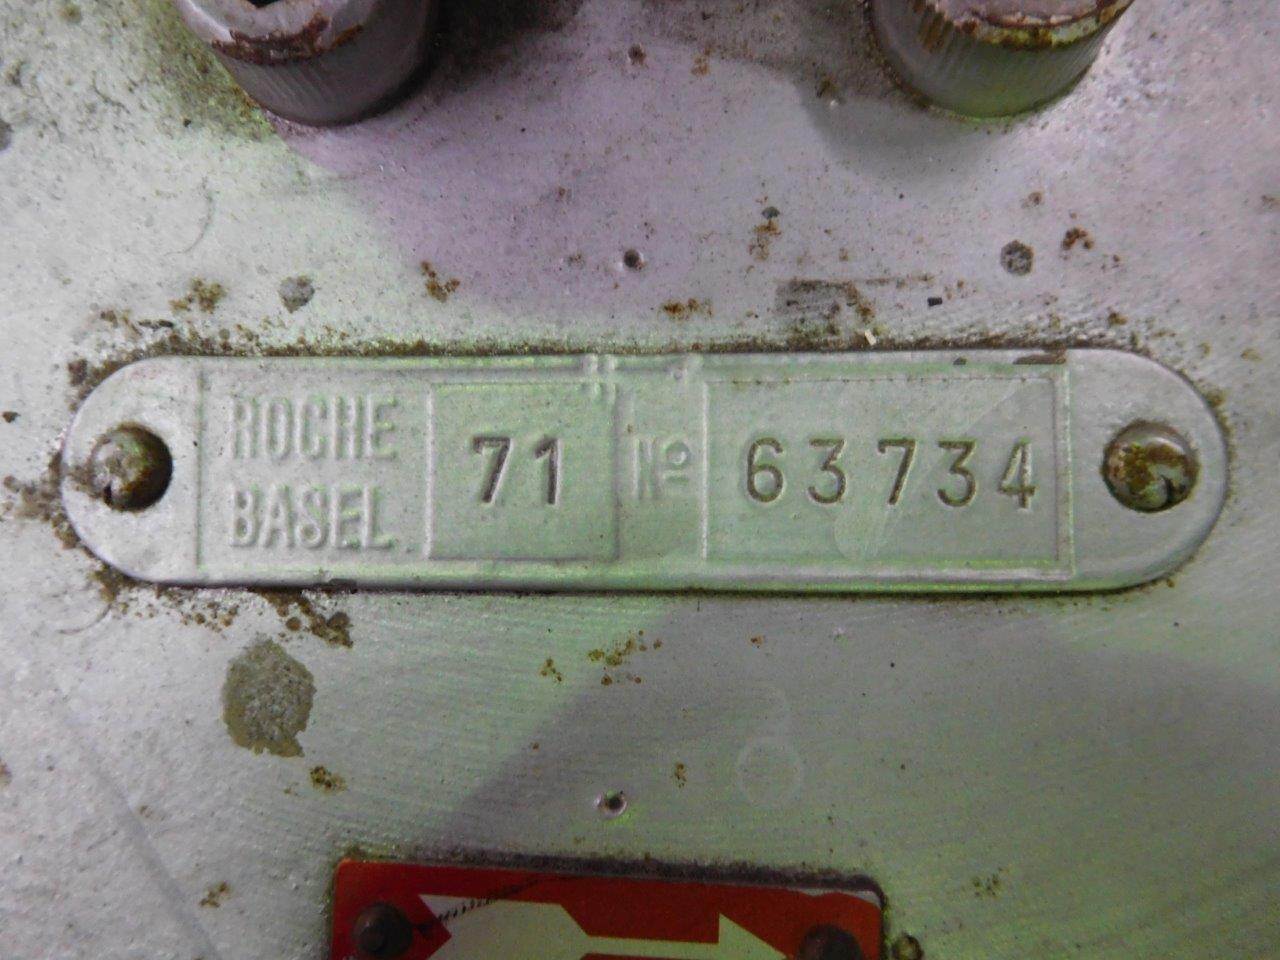 ROCHE
BASEL
71 Nº 63734